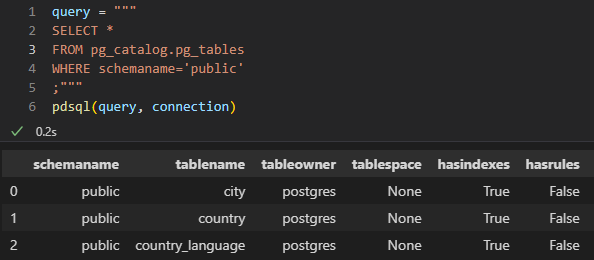 1 query = """
2 SELECT *
3 FROM pg_catalog.pg_tables
4 WHERE schemaname='public'
5 ;"""
6 pdsql(query, connection)
✓ 0.2s
schemaname tablename tableowner tablespace hasindexes hasrules
0 public city postgres None True False
1 public country postgres None True False
2 public country_language postgres None True False